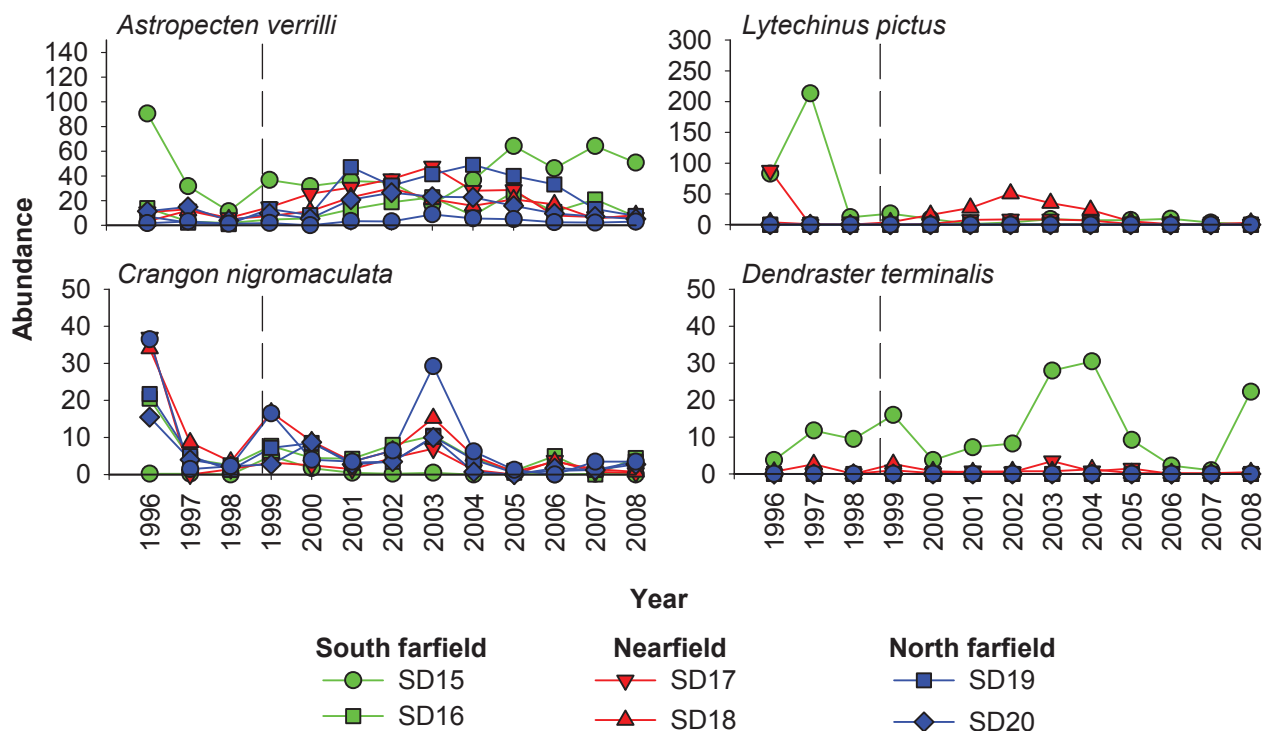 Astropecten verrilli
Lytechinus pictus
140
120
100
80
60
40
20
0
300
250
200
150
100
50
0
Crangon nigromaculata
Dendraster terminalis
50
40
30
20
10
0
50
40
30
20
10
0
Abundance
1996 1997 1998 1999 2000 2001 2002 2003 2004 2005 2006 2007 2008
1996 1997 1998 1999 2000 2001 2002 2003 2004 2005 2006 2007 2008
Year
South farfield Nearfield North farfield
SD15 SD17 SD19
SD16 SD18 SD20